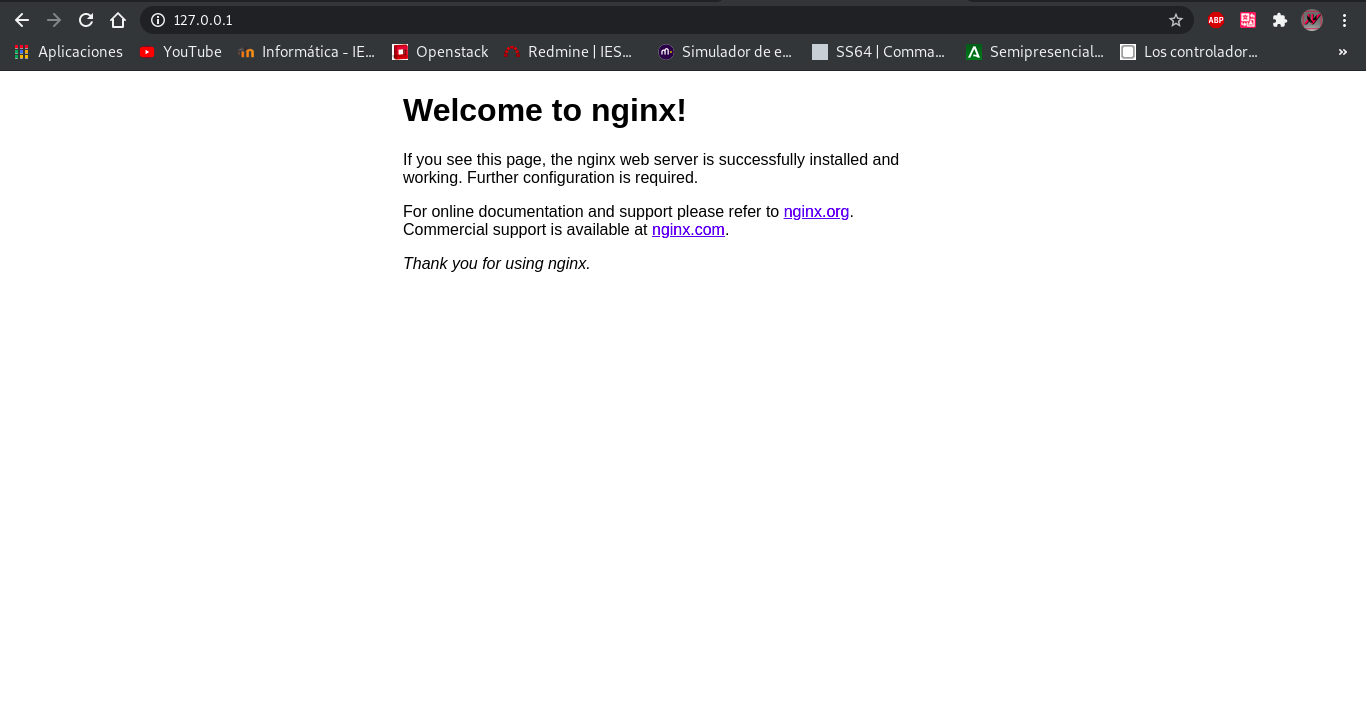 127.0.0.1
ABP
Aplicaciones YouTube Informática - IE... Openstack Redmine | IES... Simulador de e... SS64 | Comma... Semipresencial... Los controlador... »
Welcome to nginx!
If you see this page, the nginx web server is successfully installed and
working. Further configuration is required.
For online documentation and support please refer to nginx.org.
Commercial support is available at nginx.com.
Thank you for using nginx.